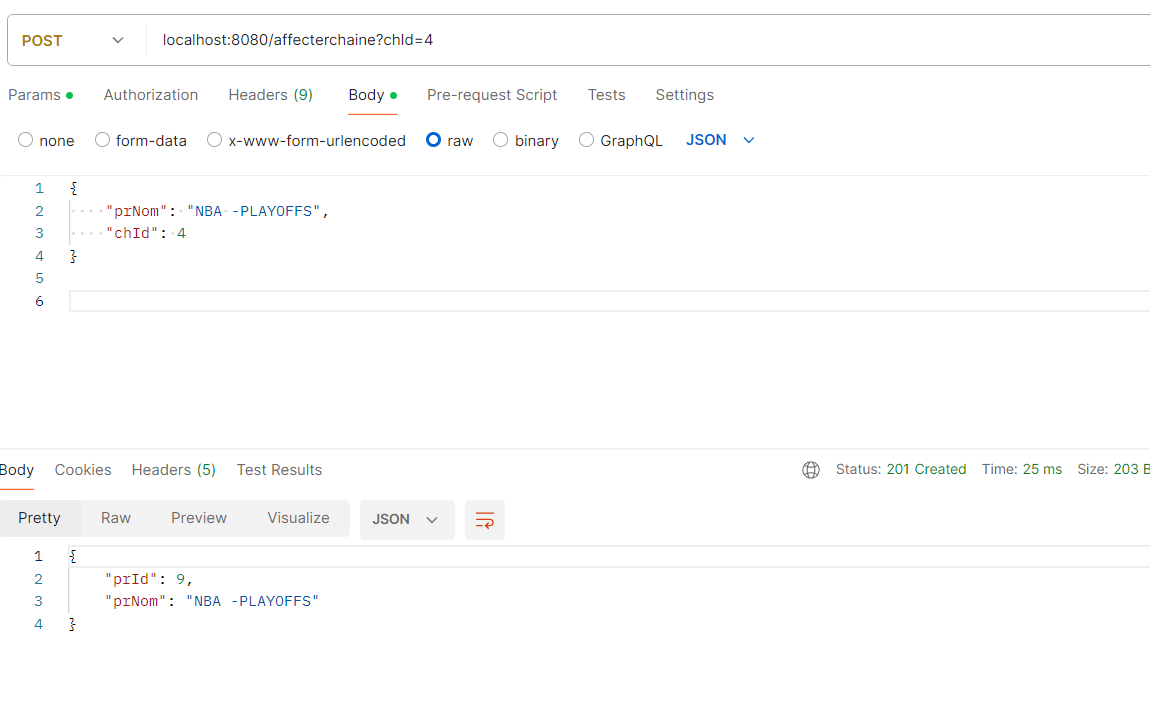 POST localhost:8080/affecterchaine?chId=4
Params Authorization Headers (9) Body Pre-request Script Tests Settings
none form-data x-www-form-urlencoded raw binary GraphQL JSON
1 {
2 "prNom": "NBA -PLAYOFFS",
3 "chId": 4
4 }
5
6
Body Cookies Headers (5) Test Results Status: 201 Created Time: 25 ms Size: 203 B
Pretty Raw Preview Visualize JSON
1 {
2 "prId": 9,
3 "prNom": "NBA -PLAYOFFS"
4 }